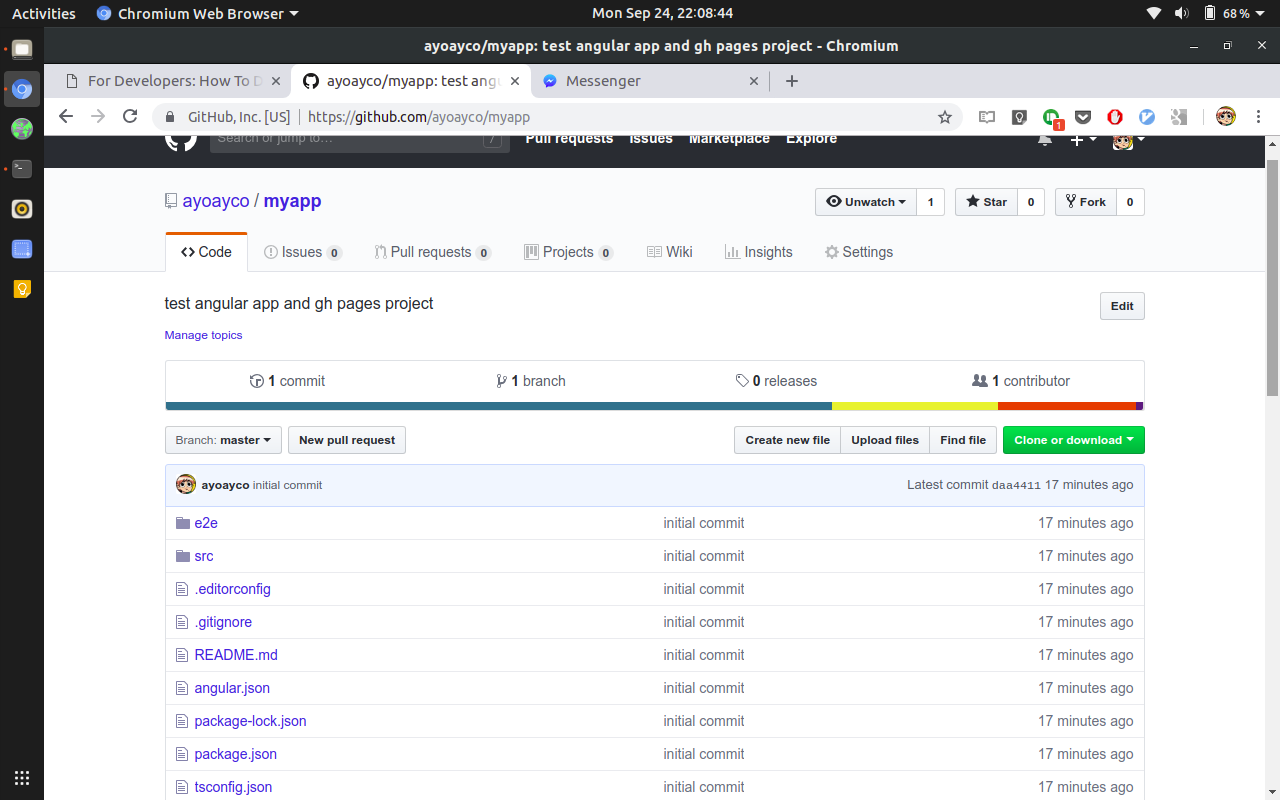 Activities Chromium Web Browser Mon Sep 24, 22:08:44 68 %
ayoayco/myapp: test angular app and gh pages project - Chromium
For Developers: How To D ayoayco/myapp: test angu Messenger
GitHub, Inc. [US] https://github.com/ayoayco/myapp 1
Search or jump to... / Pull requests Issues Marketplace Explore
ayoayco / myapp Unwatch 1 Star 0 Fork 0
Code Issues 0 Pull requests 0 Projects 0 Wiki Insights Settings
test angular app and gh pages project Edit
Manage topics
1 commit 1 branch 0 releases 1 contributor
Branch: master New pull request Create new file Upload files Find file Clone or download
ayoayco initial commit Latest commit daa4411 17 minutes ago
e2e initial commit 17 minutes ago
src initial commit 17 minutes ago
.editorconfig initial commit 17 minutes ago
.gitignore initial commit 17 minutes ago
README.md initial commit 17 minutes ago
angular.json initial commit 17 minutes ago
package-lock.json initial commit 17 minutes ago
package.json initial commit 17 minutes ago
tsconfig.json initial commit 17 minutes ago